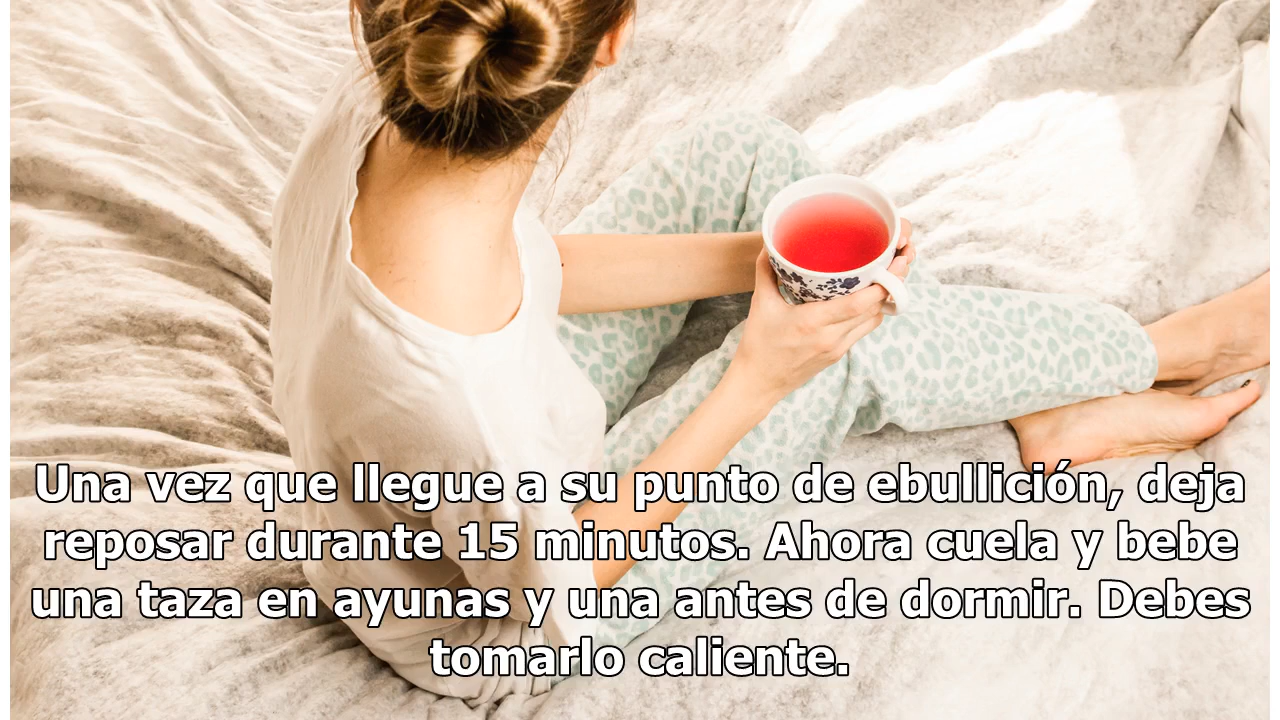 Una vez que llegue a su punto de ebullición, deja
reposar durante 15 minutos. Ahora cuela y bebe
una taza en ayunas y una antes de dormir. Debes
tomarlo caliente.